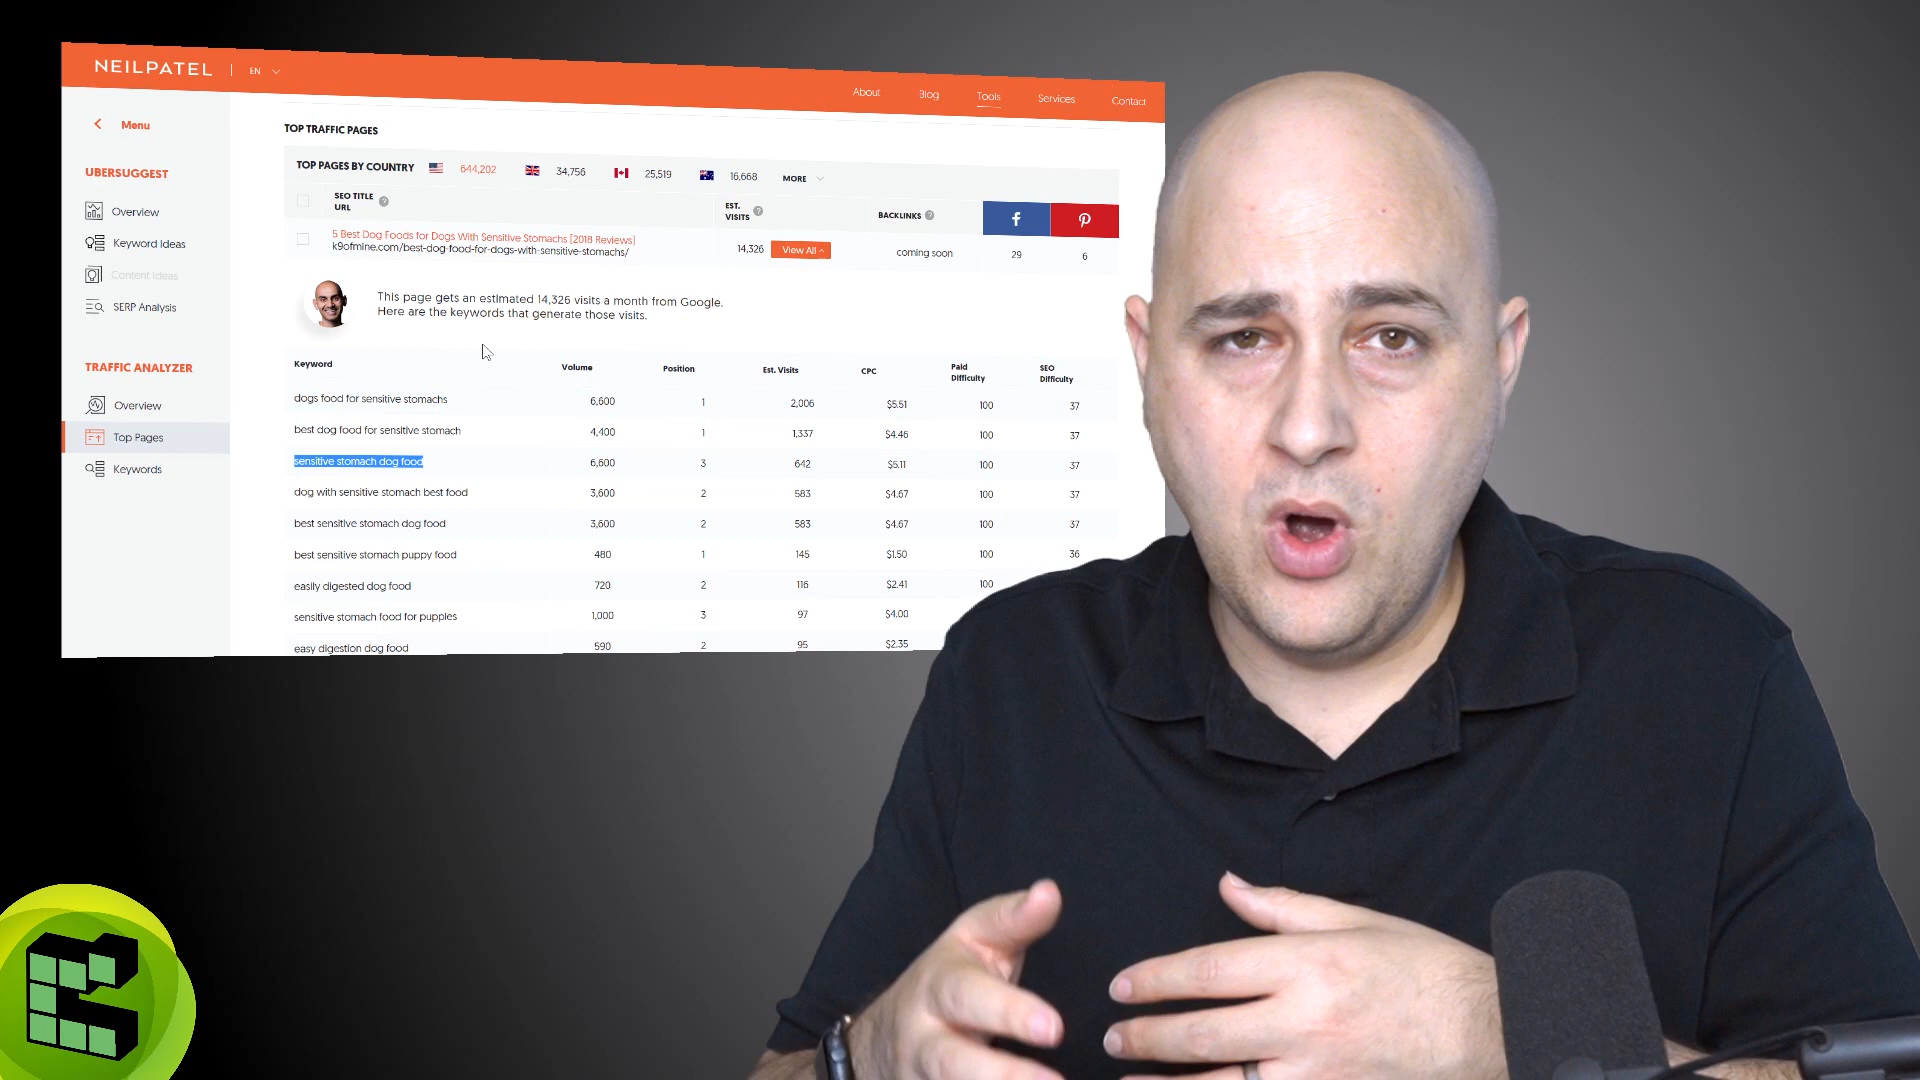 NEILPATEL
EN
About Blog Tools Services Contact
Menu
UBERSUGGEST
Overview
Keyword Ideas
Content Ideas
SERP Analysis
TRAFFIC ANALYZER
Overview
Top Pages
Keywords
TOP TRAFFIC PAGES
TOP PAGES BY COUNTRY 644,202 34,756 25,519 16,668 MORE
SEO TITLE
URL
EST.
VISITS
BACKLINKS
5 Best Dog Foods for Dogs With Sensitive Stomachs [2018 Reviews]
k9ofmine.com/best-dog-food-for-dogs-with-sensitive-stomachs/
14,326 View All coming soon 29 6
This page gets an estimated 14,326 visits a month from Google.
Here are the keywords that generate those visits.
Keyword Volume Position Est. Visits CPC Paid Difficulty SEO Difficulty
dogs food for sensitive stomachs 6,600 1 2,006 $5.51 100 37
best dog food for sensitive stomach 4,400 1 1,337 $4.46 100 37
sensitive stomach dog food 6,600 3 642 $5.11 100 37
dog with sensitive stomach best food 3,600 2 583 $4.67 100 37
best sensitive stomach dog food 3,600 2 583 $4.67 100 37
best sensitive stomach puppy food 480 1 145 $1.50 100 36
easily digested dog food 720 2 116 $2.41 100
sensitive stomach food for puppies 1,000 3 97 $4.00
easy digestion dog food 590 2 95 $2.35